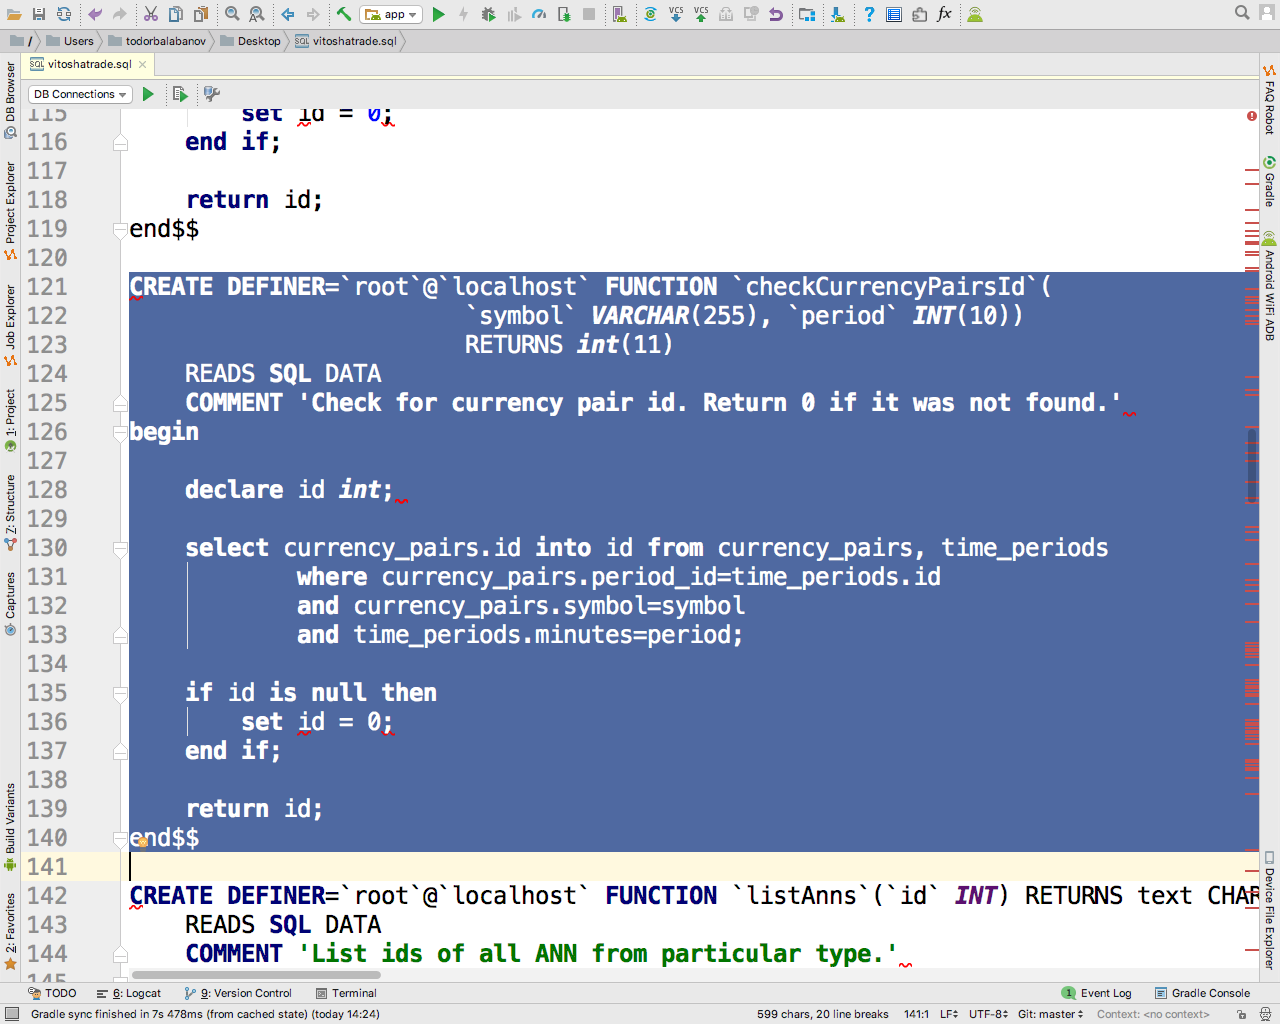 app
/ Users todorbalabanov Desktop vitoshatrade.sql
vitoshatrade.sql
DB Connections
115 set id = 0;
116 end if;
117
118 return id;
119 end$$
120
121 CREATE DEFINER=`root`@`localhost` FUNCTION `checkCurrencyPairsId`(
122 `symbol` VARCHAR(255), `period` INT(10))
123 RETURNS int(11)
124 READS SQL DATA
125 COMMENT 'Check for currency pair id. Return 0 if it was not found.'
126 begin
127
128 declare id int;
129
130 select currency_pairs.id into id from currency_pairs, time_periods
131 where currency_pairs.period_id=time_periods.id
132 and currency_pairs.symbol=symbol
133 and time_periods.minutes=period;
134
135 if id is null then
136 set id = 0;
137 end if;
138
139 return id;
140 end$$
141
142 CREATE DEFINER=`root`@`localhost` FUNCTION `listAnns`(`id` INT) RETURNS text CHAR
143 READS SQL DATA
144 COMMENT 'List ids of all ANN from particular type.'
145
DB Browser
Project Explorer
Job Explorer
1: Project
7: Structure
Captures
Build Variants
2: Favorites
FAQ Robot
Gradle
Android WiFi ADB
Device File Explorer
TODO 6: Logcat 9: Version Control Terminal 1 Event Log Gradle Console
Gradle sync finished in 7s 478ms (from cached state) (today 14:24) 599 chars, 20 line breaks 141:1 LF UTF-8 Git: master Context: <no context>